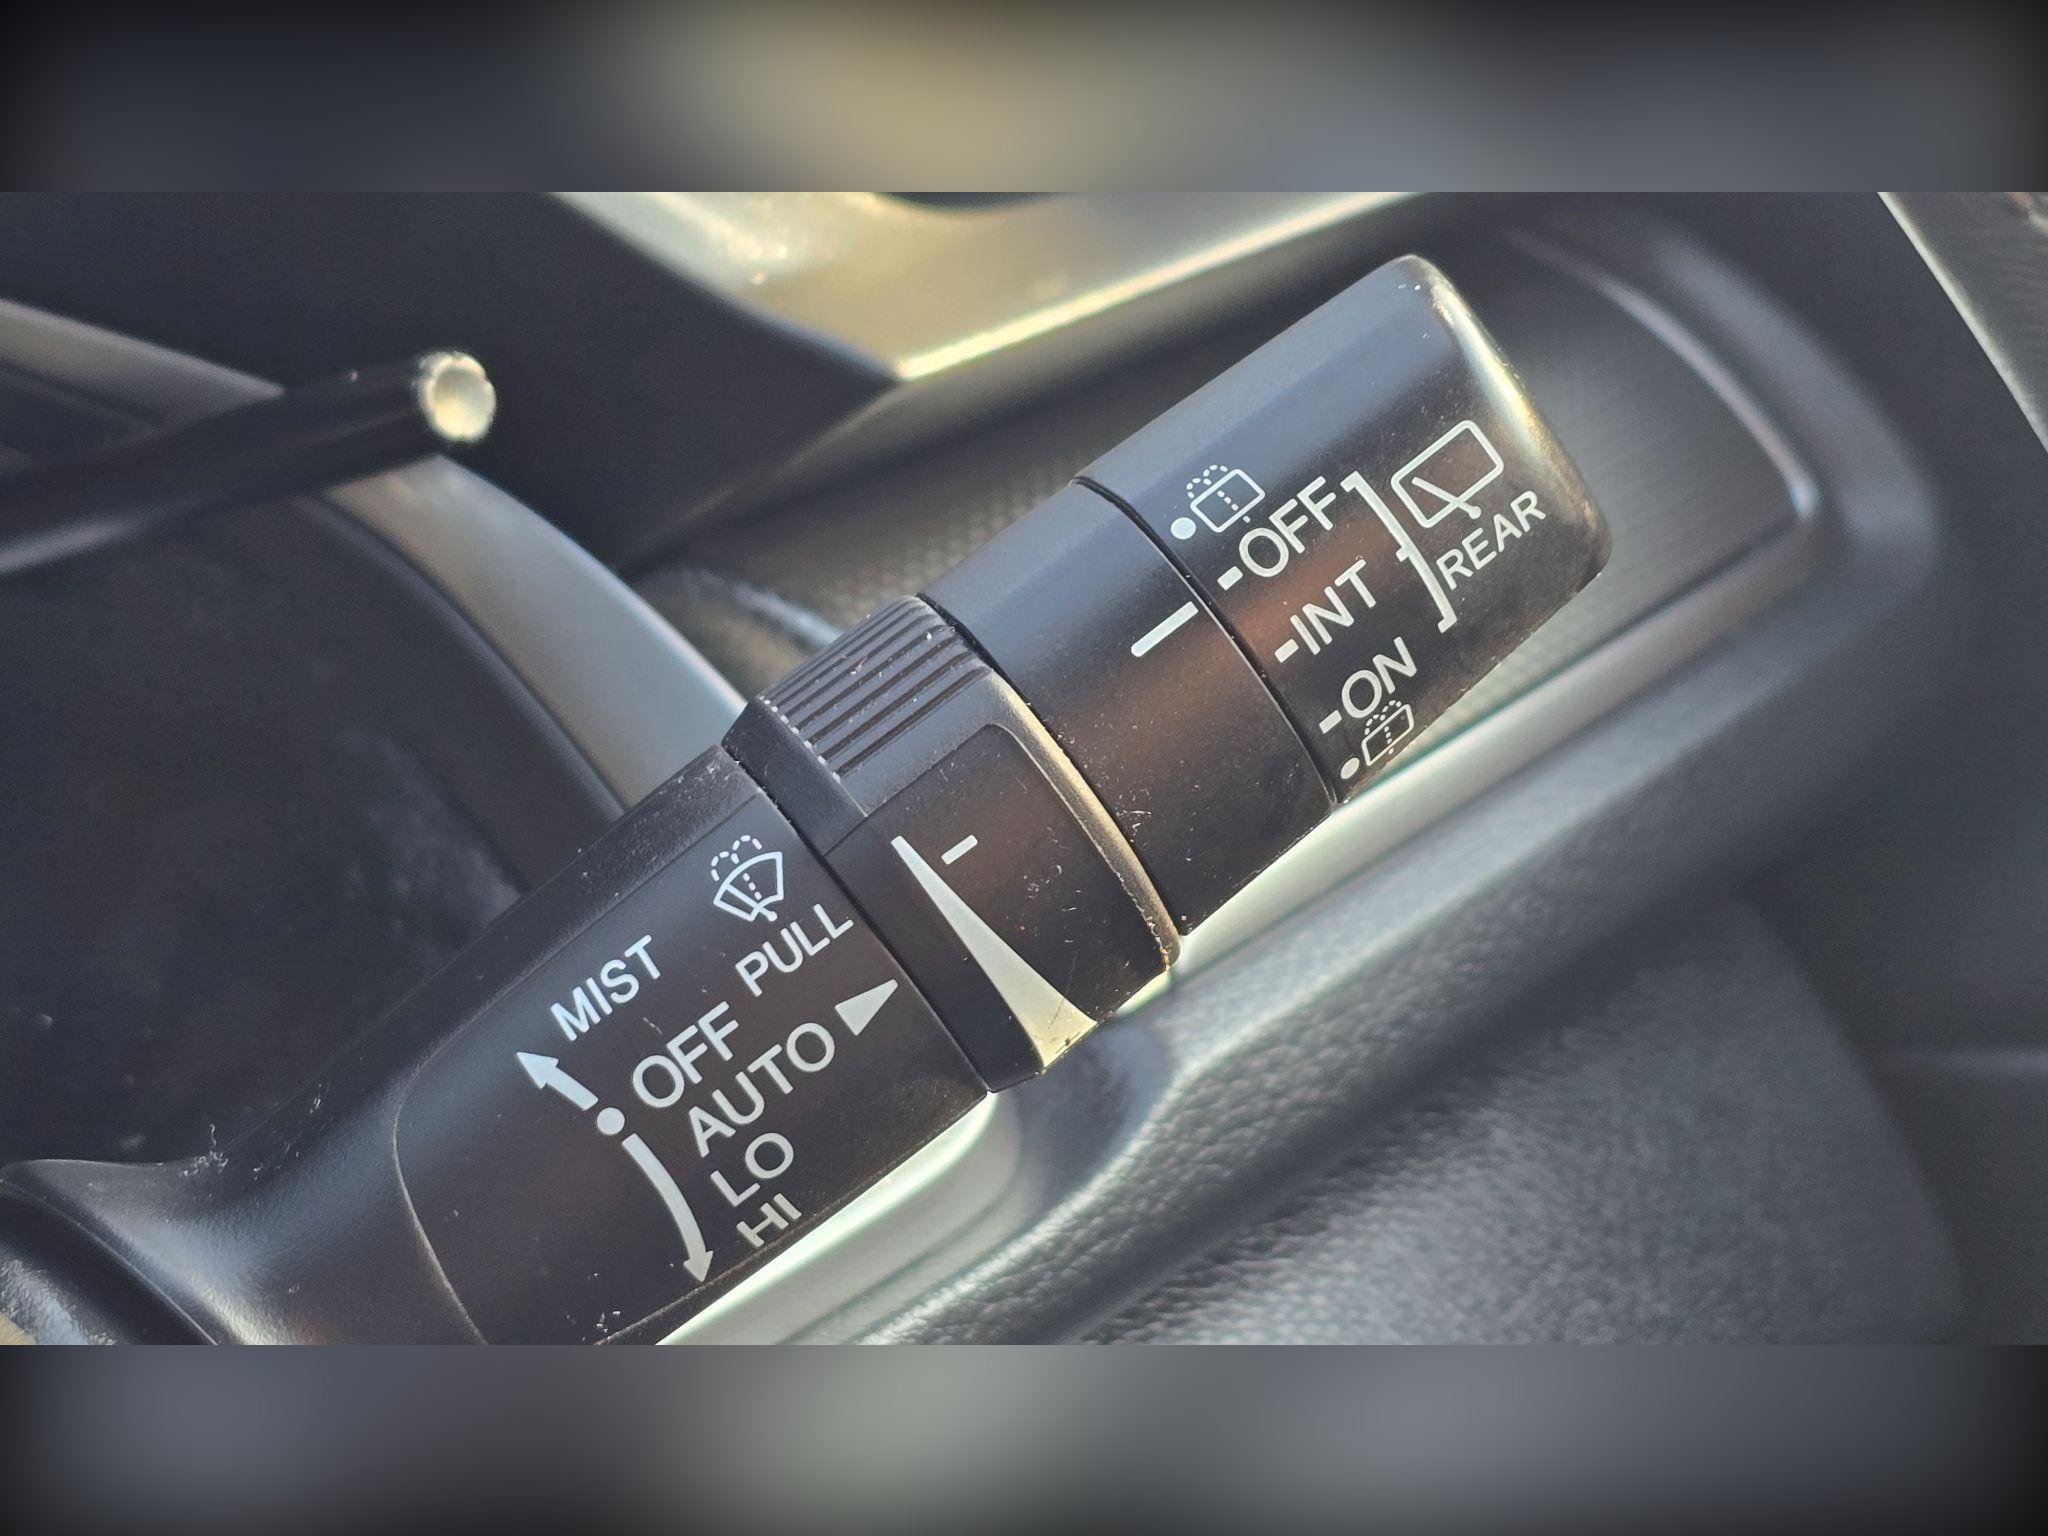 MIST
PULL
OFF
AUTO
LO
HI
-OFF
-INT
-ON
REAR